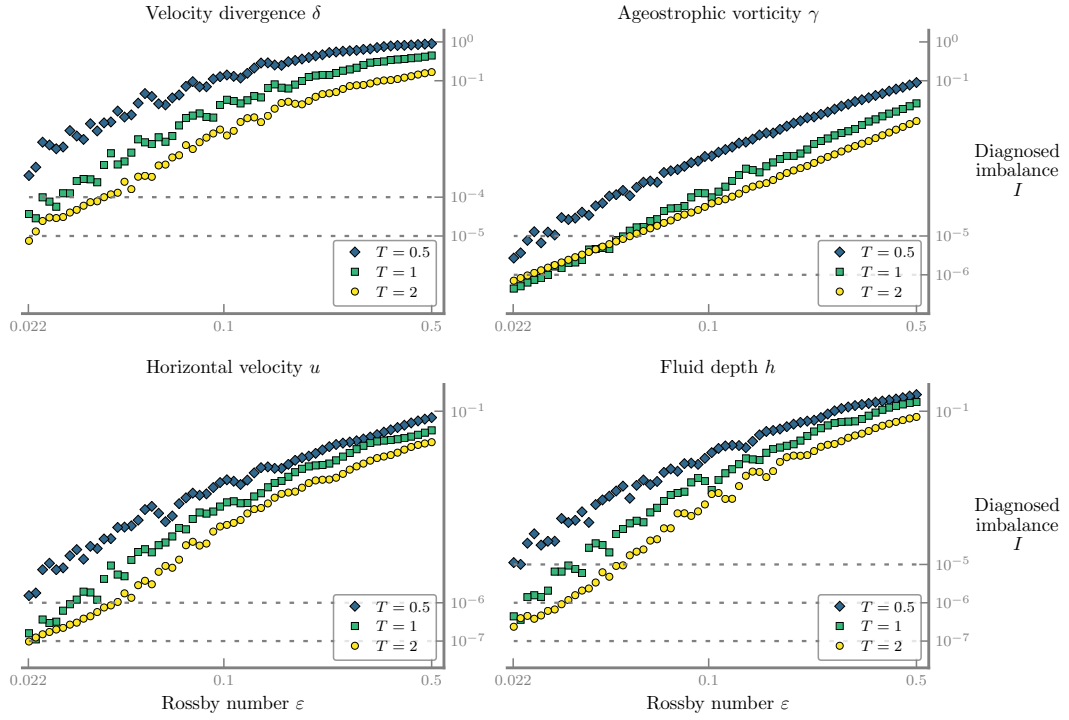 Velocity divergence δ
10⁰
10⁻¹
10⁻⁴
10⁻⁵
T = 0.5
T = 1
T = 2
0.022
0.1
0.5
Ageostrophic vorticity γ
10⁰
10⁻¹
10⁻⁵
10⁻⁶
T = 0.5
T = 1
T = 2
0.022
0.1
0.5
Diagnosed
imbalance
I
Horizontal velocity u
10⁻¹
10⁻⁶
10⁻⁷
T = 0.5
T = 1
T = 2
0.022
0.1
0.5
Rossby number ε
Fluid depth h
10⁻¹
10⁻⁵
10⁻⁶
10⁻⁷
T = 0.5
T = 1
T = 2
0.022
0.1
0.5
Rossby number ε
Diagnosed
imbalance
I